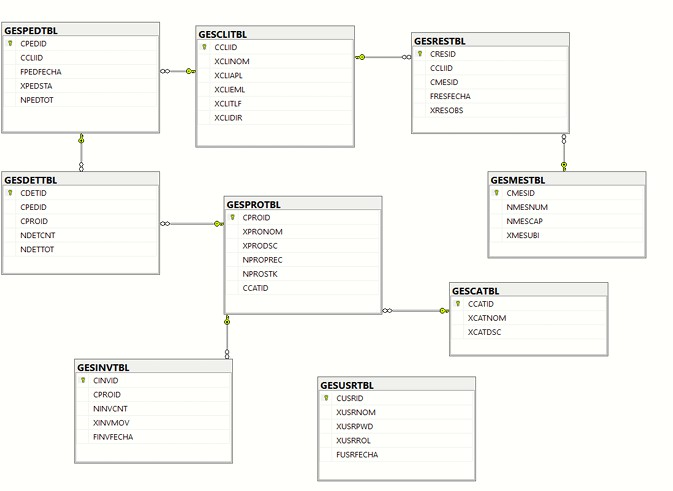 GESPEDTBL
CPEDID
CCLIID
FPEDFECHA
XPEDSTA
NPEDTOT
GESCLITBL
CCLIID
XCLINOM
XCLIAPL
XCLIEML
XCLITLF
XCLIDIR
GESRESTBL
CRESID
CCLIID
CMESID
FRESFECHA
XRESOBS
GESDETTBL
CDETID
CPEDID
CPROID
NDETCNT
NDETTOT
GESPROTBL
CPROID
XPRONOM
XPRODSC
NPROPREC
NPROSTK
CCATID
GESMESTBL
CMESID
NMESNUM
NMESCAP
XMESUBI
GESCATBL
CCATID
XCATNOM
XCATDSC
GESINVTBL
CINVID
CPROID
NINVCNT
XINVMOV
FINVFECHA
GESUSRTBL
CUSRID
XUSRNOM
XUSRPWD
XUSRROL
FUSRFECHA